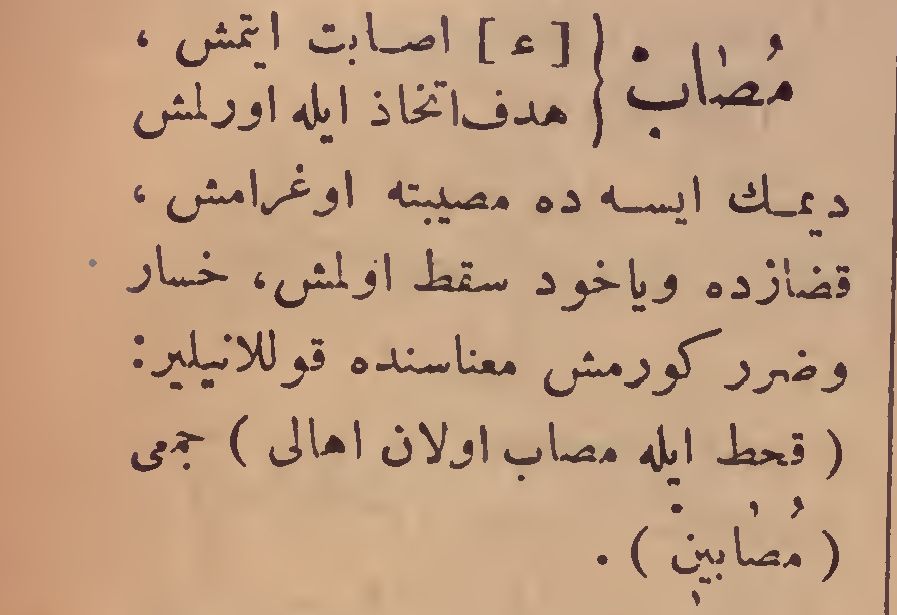 مُصاب { [ ع ] اصابت ایتمش ،
هدف اتخاذ ایله اورلمش
دیمك ایسه ده مصیبته اوغرامش ،
قضازده ویاخود سقط اولمش، خسار
وضرر كورمش معناسنده قوللانیلیر:
( قحط ایله مصاب اولان اهالی ) جمعی
( مُصابین ) .